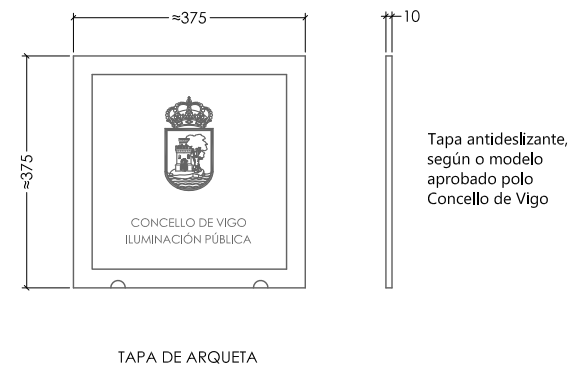 ≈375
10
≈375
Tapa antideslizante,
según o modelo
aprobado polo
Concello de Vigo
CONCELLO DE VIGO
ILUMINACIÓN PÚBLICA
TAPA DE ARQUETA